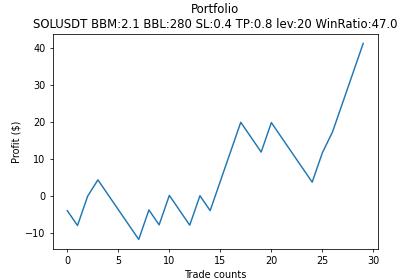 Portfolio
SOLUSDT BBM:2.1 BBL:280 SL:0.4 TP:0.8 lev:20 WinRatio:47.0
40
30
20
10
0
−10
Profit ($)
0 5 10 15 20 25 30
Trade counts